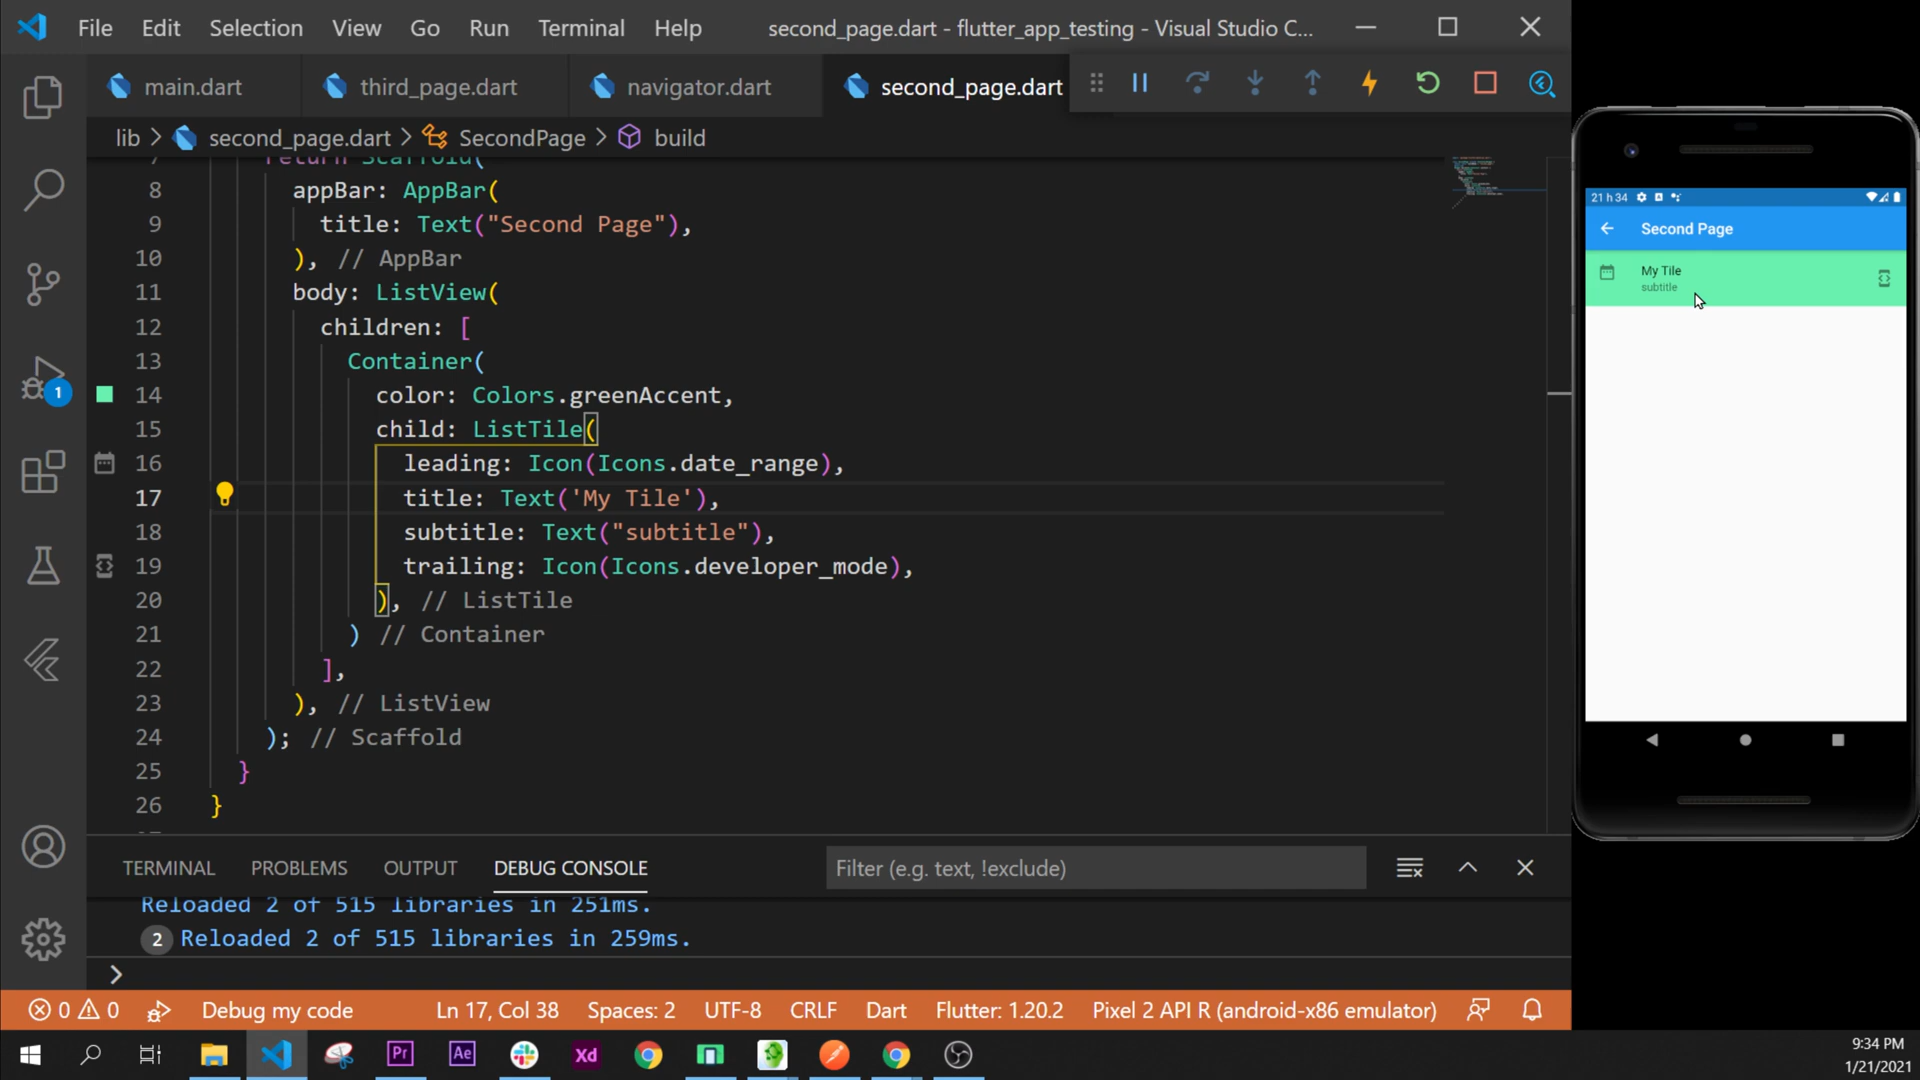 File Edit Selection View Go Run Terminal Help second_page.dart - flutter_app_testing - Visual Studio C...
main.dart third_page.dart navigator.dart second_page.dart
lib > second_page.dart > SecondPage > build
7 return Scaffold(
8 appBar: AppBar(
9 title: Text("Second Page"),
10 ), // AppBar
11 body: ListView(
12 children: [
13 Container(
14 color: Colors.greenAccent,
15 child: ListTile(
16 leading: Icon(Icons.date_range),
17 title: Text('My Tile'),
18 subtitle: Text("subtitle"),
19 trailing: Icon(Icons.developer_mode),
20 ), // ListTile
21 ) // Container
22 ],
23 ), // ListView
24 ); // Scaffold
25 }
26 }
1
TERMINAL PROBLEMS OUTPUT DEBUG CONSOLE Filter (e.g. text, !exclude)
Reloaded 2 of 515 libraries in 251ms.
2 Reloaded 2 of 515 libraries in 259ms.
>
0 0 Debug my code Ln 17, Col 38 Spaces: 2 UTF-8 CRLF Dart Flutter: 1.20.2 Pixel 2 API R (android-x86 emulator)
21 h 34
Second Page
My Tile
subtitle
Pr Ae Xd
9:34 PM
1/21/2021